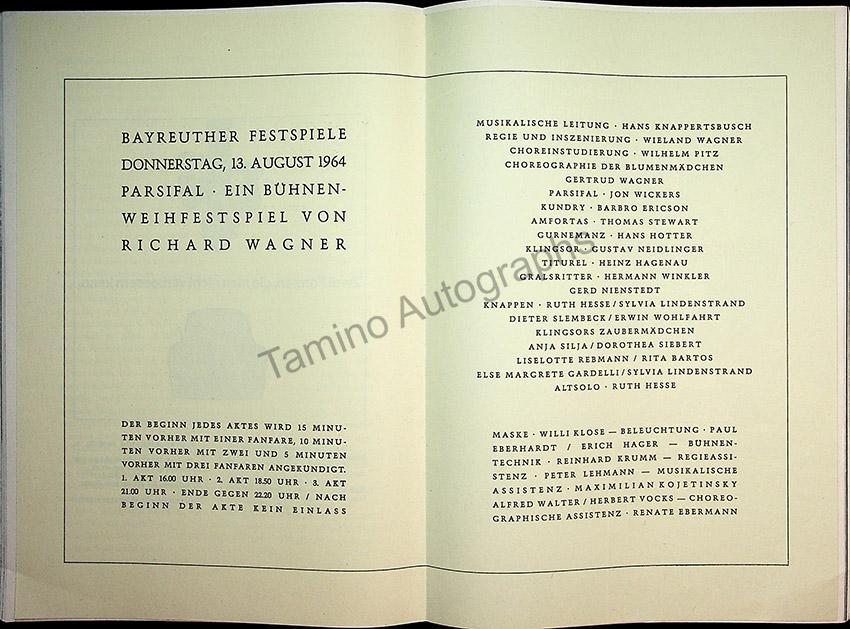 BAYREUTHER FESTSPIELE
DONNERSTAG, 13. AUGUST 1964
PARSIFAL · EIN BÜHNEN-
WEIHFESTSPIEL VON
RICHARD WAGNER
DER BEGINN JEDES AKTES WIRD 15 MINU-
TEN VORHER MIT EINER FANFARE, 10 MINU-
TEN VORHER MIT ZWEI UND 5 MINUTEN
VORHER MIT DREI FANFAREN ANGEKÜNDIGT.
1. AKT 16.00 UHR · 2. AKT 18.50 UHR · 3. AKT
21.00 UHR · ENDE GEGEN 22.20 UHR / NACH
BEGINN DER AKTE KEIN EINLASS
MUSIKALISCHE LEITUNG · HANS KNAPPERTSBUSCH
REGIE UND INSZENIERUNG · WIELAND WAGNER
CHOREINSTUDIERUNG · WILHELM PITZ
CHOREOGRAPHIE DER BLUMENMÄDCHEN
GERTRUD WAGNER
PARSIFAL · JON WICKERS
KUNDRY · BARBRO ERICSON
AMFORTAS · THOMAS STEWART
GURNEMANZ · HANS HOTTER
KLINGSOR · GUSTAV NEIDLINGER
TITUREL · HEINZ HAGENAU
GRALSRITTER · HERMANN WINKLER
GERD NIENSTEDT
KNAPPEN · RUTH HESSE/SYLVIA LINDENSTRAND
DIETER SLEMBECK/ERWIN WOHLFAHRT
KLINGSORS ZAUBERMÄDCHEN
ANJA SILJA/DOROTHEA SIEBERT
LISELOTTE REBMANN / RITA BARTOS
ELSE MARGRETE GARDELLI/SYLVIA LINDENSTRAND
ALTSOLO · RUTH HESSE
MASKE · WILLI KLOSE — BELEUCHTUNG · PAUL
EBERHARDT / ERICH HAGER — BÜHNEN-
TECHNIK · REINHARD KRUMM — REGIEASSI-
STENZ · PETER LEHMANN — MUSIKALISCHE
ASSISTENZ · MAXIMILIAN KOJETINSKY
ALFRED WALTER/HERBERT VOCKS — CHOREO-
GRAPHISCHE ASSISTENZ · RENATE EBERMANN
Tamino Autographs